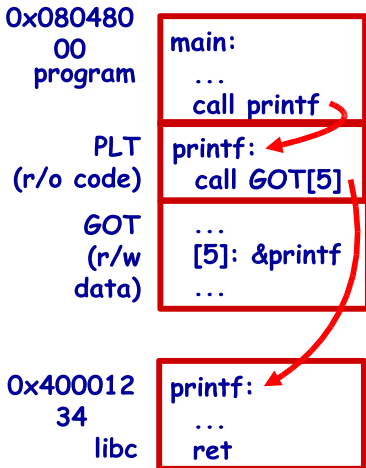 0x080480
00
program
main:
...
call printf
PLT
(r/o code)
printf:
call GOT[5]
GOT
(r/w
data)
...
[5]: &printf
...
0x400012
34
libc
printf:
...
ret